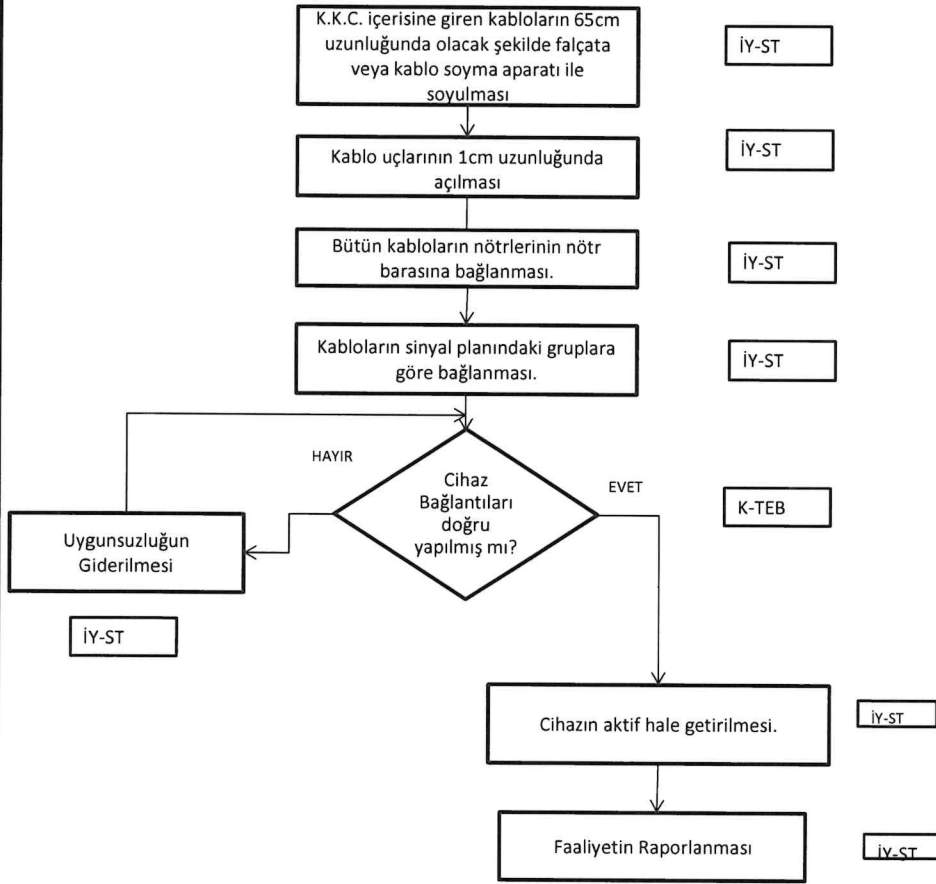 K.K.C. içerisine giren kabloların 65cm
uzunluğunda olacak şekilde falçata
veya kablo soyma aparatı ile
soyulması
İY-ST
Kablo uçlarının 1cm uzunluğunda
açılması
İY-ST
Bütün kabloların nötrlerinin nötr
barasına bağlanması.
İY-ST
Kabloların sinyal planındaki gruplara
göre bağlanması.
İY-ST
HAYIR
Cihaz
Bağlantıları
doğru
yapılmış mı?
EVET
K-TEB
Uygunsuzluğun
Giderilmesi
İY-ST
Cihazın aktif hale getirilmesi.
İY-ST
Faaliyetin Raporlanması
İY-ST